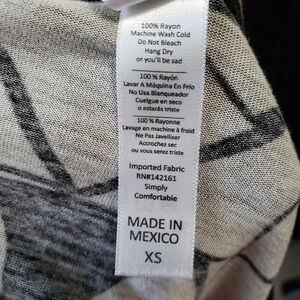 100% Rayon
Machine Wash Cold
Do Not Bleach
Hang Dry
or you'll be sad
100% Rayón
Lavar A Máquina En Frío
No Usa Blanqueador
Cuelgue en seco
o estarás triste
100% Rayonne
Lavage en machine à froid
Ne Pas Javelliser
Accrochez sec
ou vous serez triste
Imported Fabric
RN#142161
Simply
Comfortable
MADE IN
MEXICO
XS